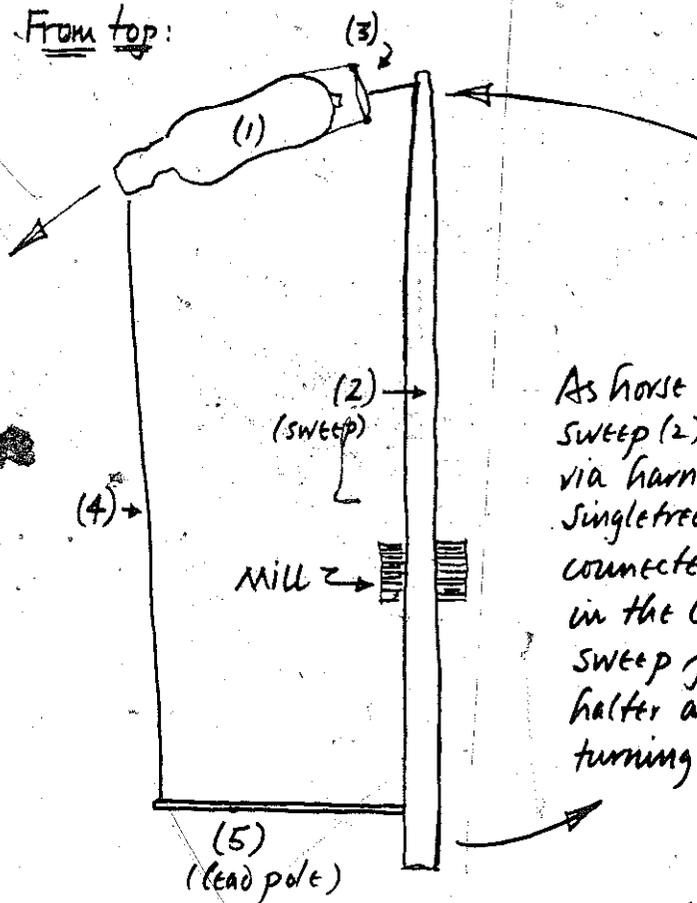 From top:
(3)
(1)
(2)
(sweep)
(4)
Mill
As horse
sweep (2)
via harn
singletree
connecte
in the (
sweep
halter a
turning
(5)
(lead pole)